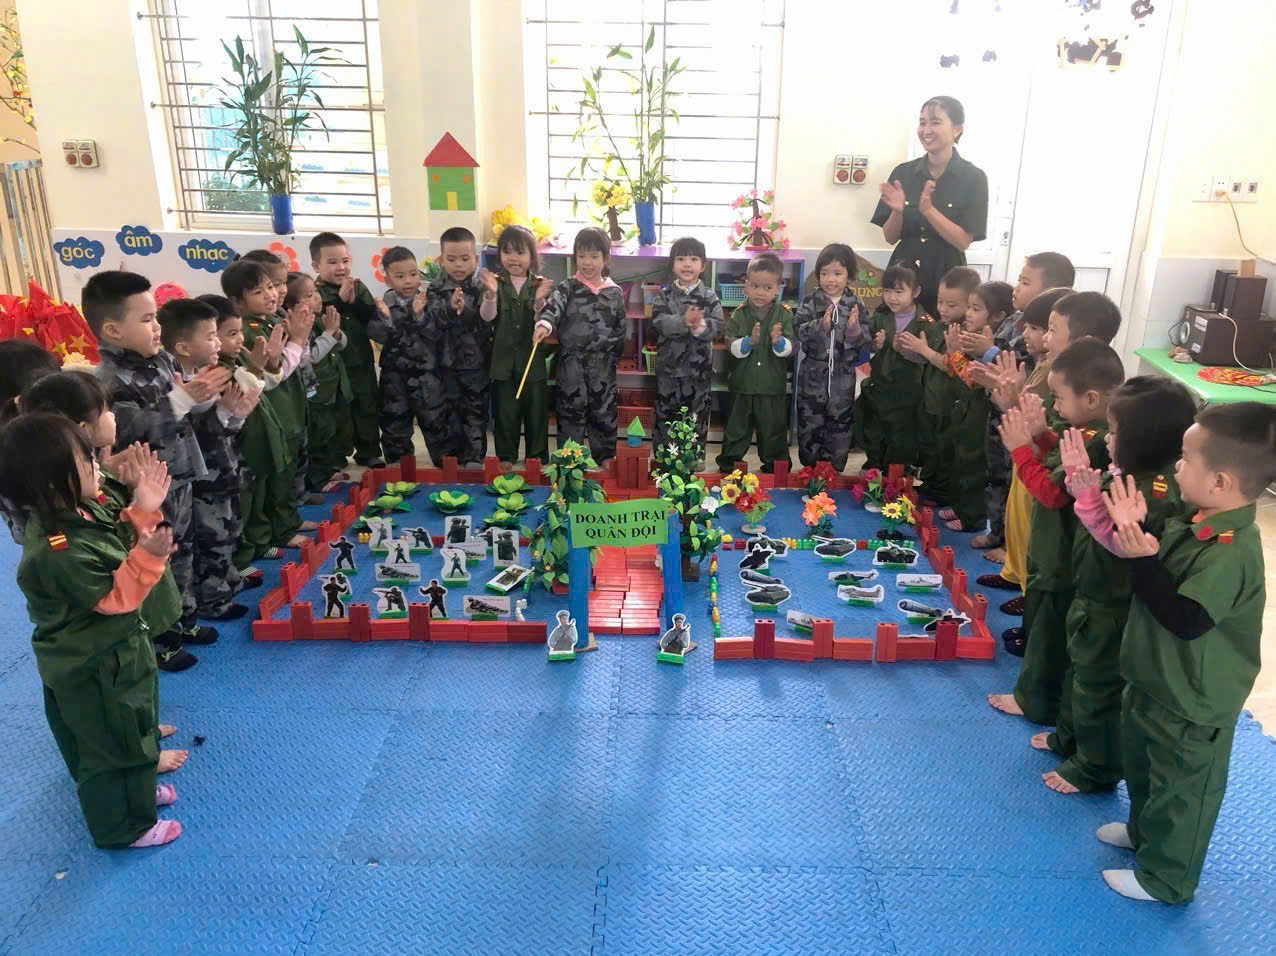 góc
âm
nhạc
DOANH TRẠI
QUÂN ĐỘI